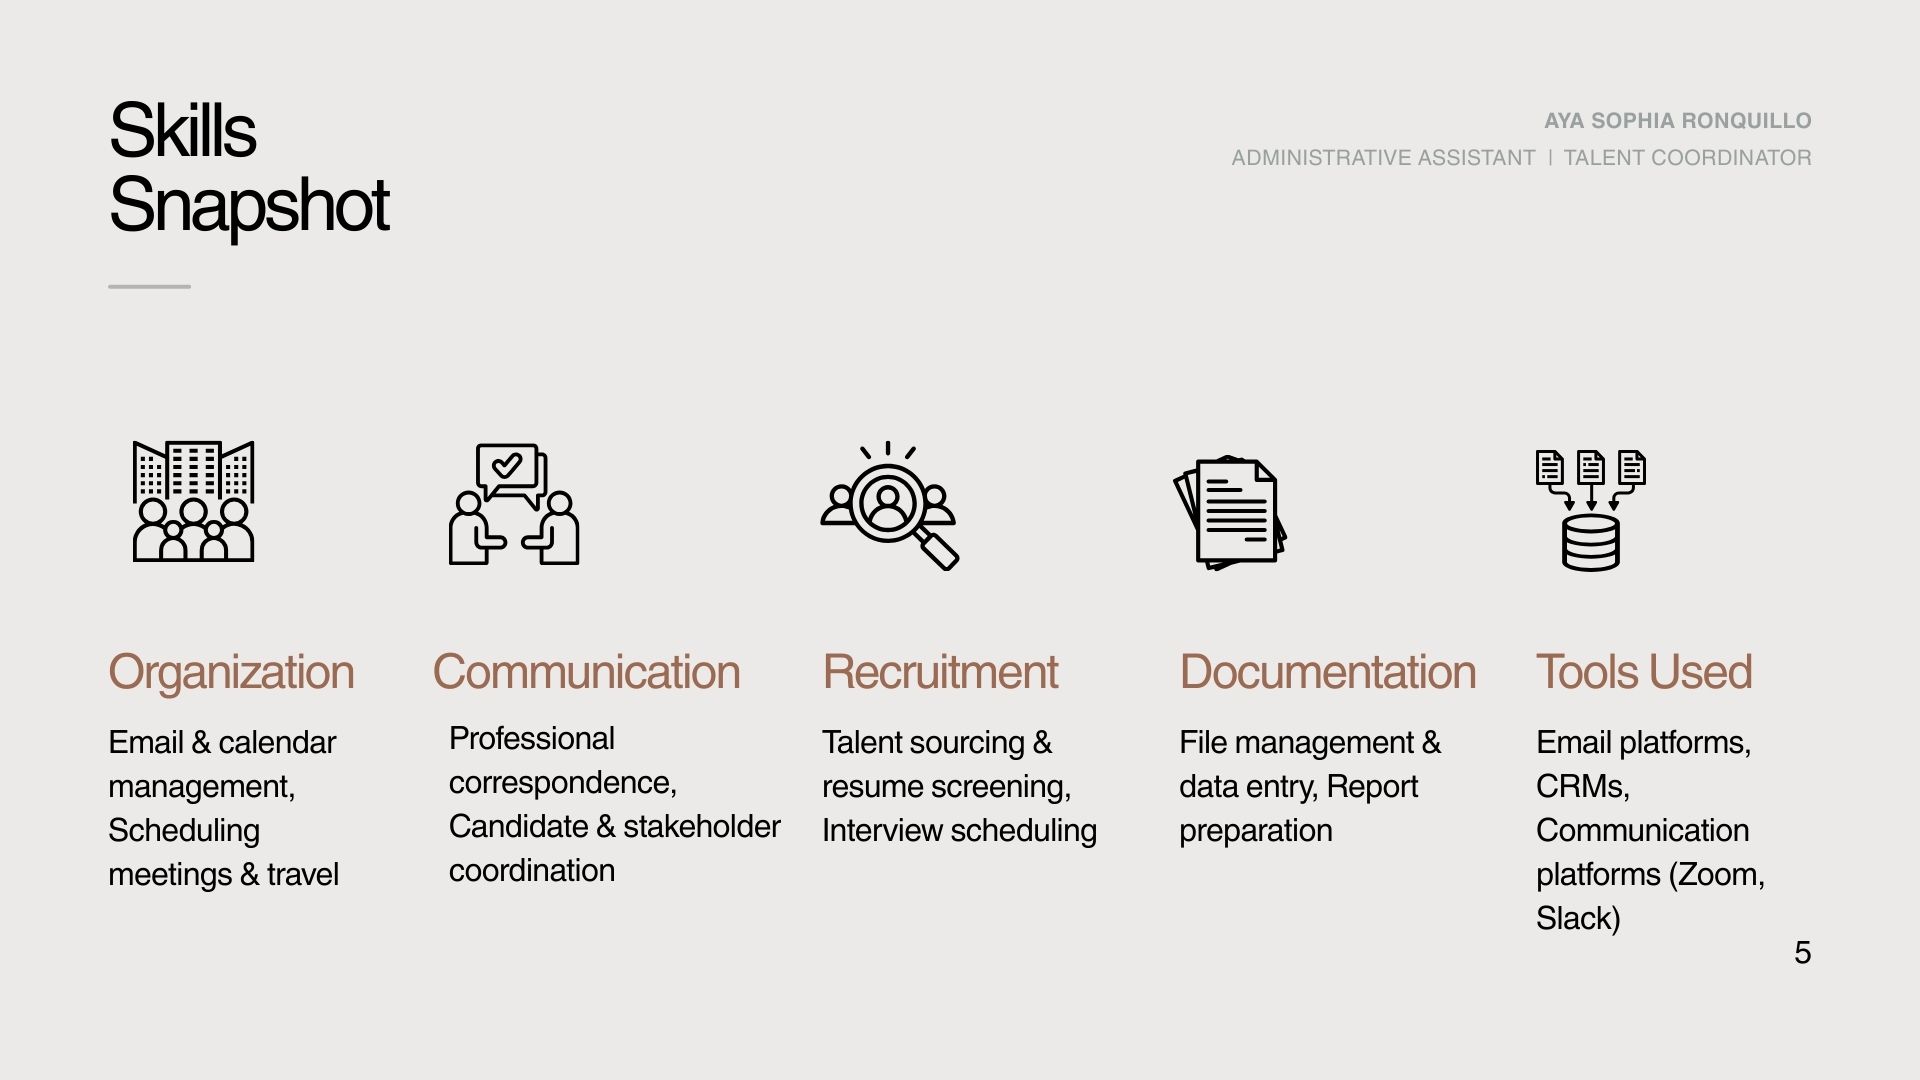 Skills
Snapshot
AYA SOPHIA RONQUILLO
ADMINISTRATIVE ASSISTANT | TALENT COORDINATOR
Organization
Email & calendar
management,
Scheduling
meetings & travel
Communication
Professional
correspondence,
Candidate & stakeholder
coordination
Recruitment
Talent sourcing &
resume screening,
Interview scheduling
Documentation
File management &
data entry, Report
preparation
Tools Used
Email platforms,
CRMs,
Communication
platforms (Zoom,
Slack)
5